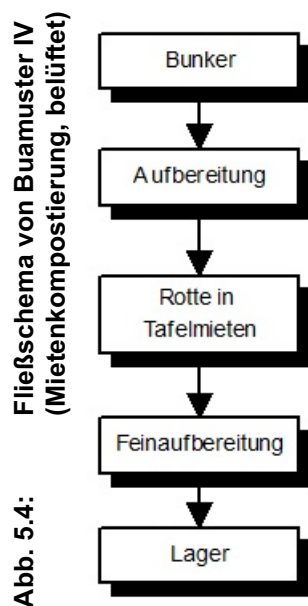 Abb. 5.4:
Fließschema von Buamuster IV
(Mietenkompostierung, belüftet)
Bunker
Aufbereitung
Rotte in
Tafelmieten
Feinaufbereitung
Lager